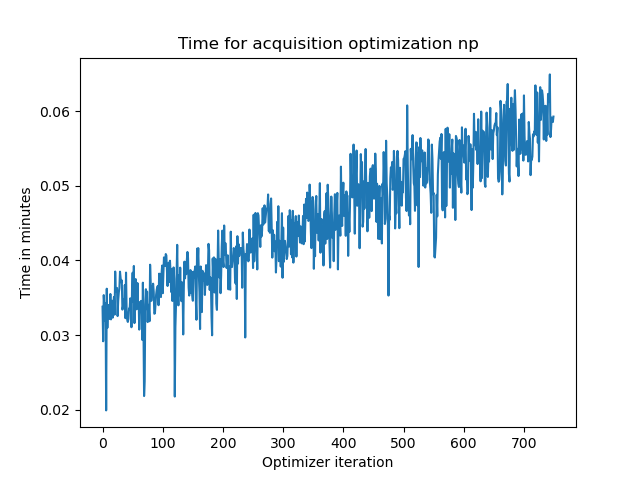 Time for acquisition optimization np
Time in minutes
0.06
0.05
0.04
0.03
0.02
0 100 200 300 400 500 600 700
Optimizer iteration